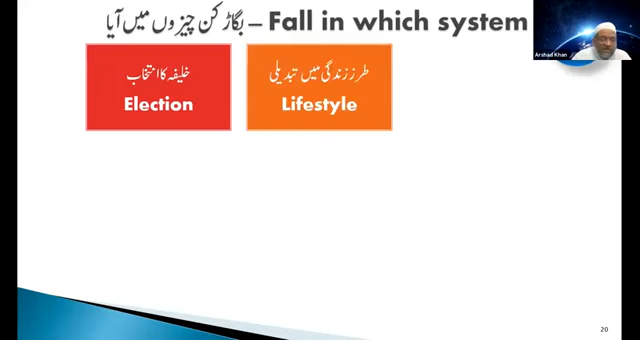 بگاڑ کن چیزوں میں آیا – Fall in which system
Arshad Khan
خلیفہ کا انتخاب
Election
طرز زندگی میں تبدیلی
Lifestyle
20